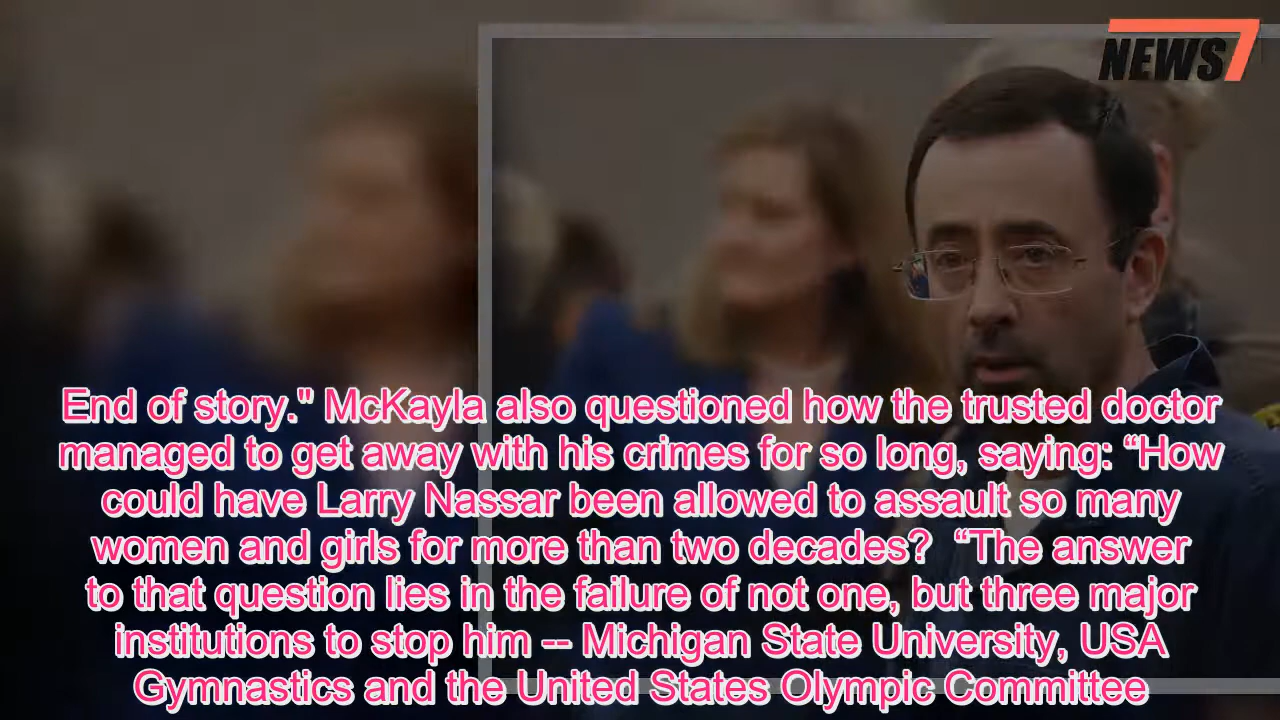 NEWS7
End of story." McKayla also questioned how the trusted doctor
managed to get away with his crimes for so long, saying: “How
could have Larry Nassar been allowed to assault so many
women and girls for more than two decades?  “The answer
to that question lies in the failure of not one, but three major
institutions to stop him -- Michigan State University, USA
Gymnastics and the United States Olympic Committee